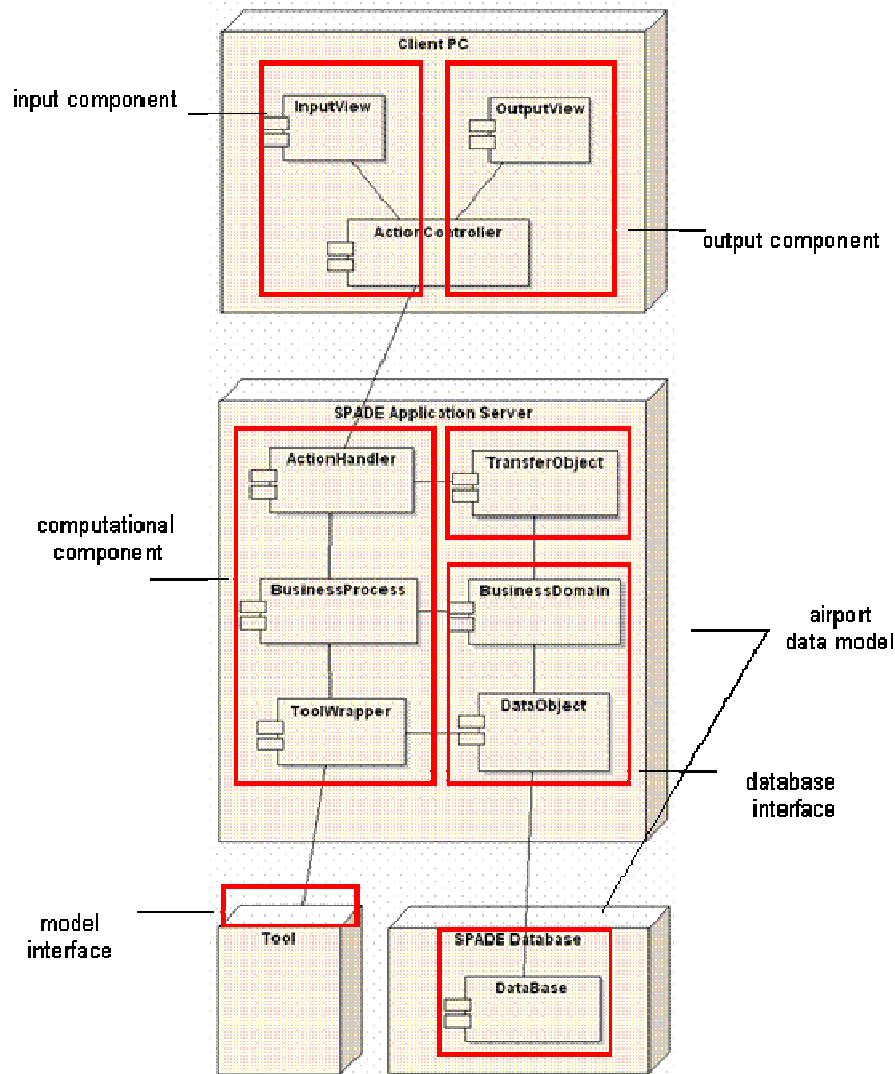 Client PC
input component
InputView
OutputView
ActionController
output component
SPADE Application Server
ActionHandler
TransferObject
computational
component
BusinessProcess
BusinessDomain
airport
data model
ToolWrapper
DataObject
database
interface
model
interface
Tool
SPADE Database
DataBase